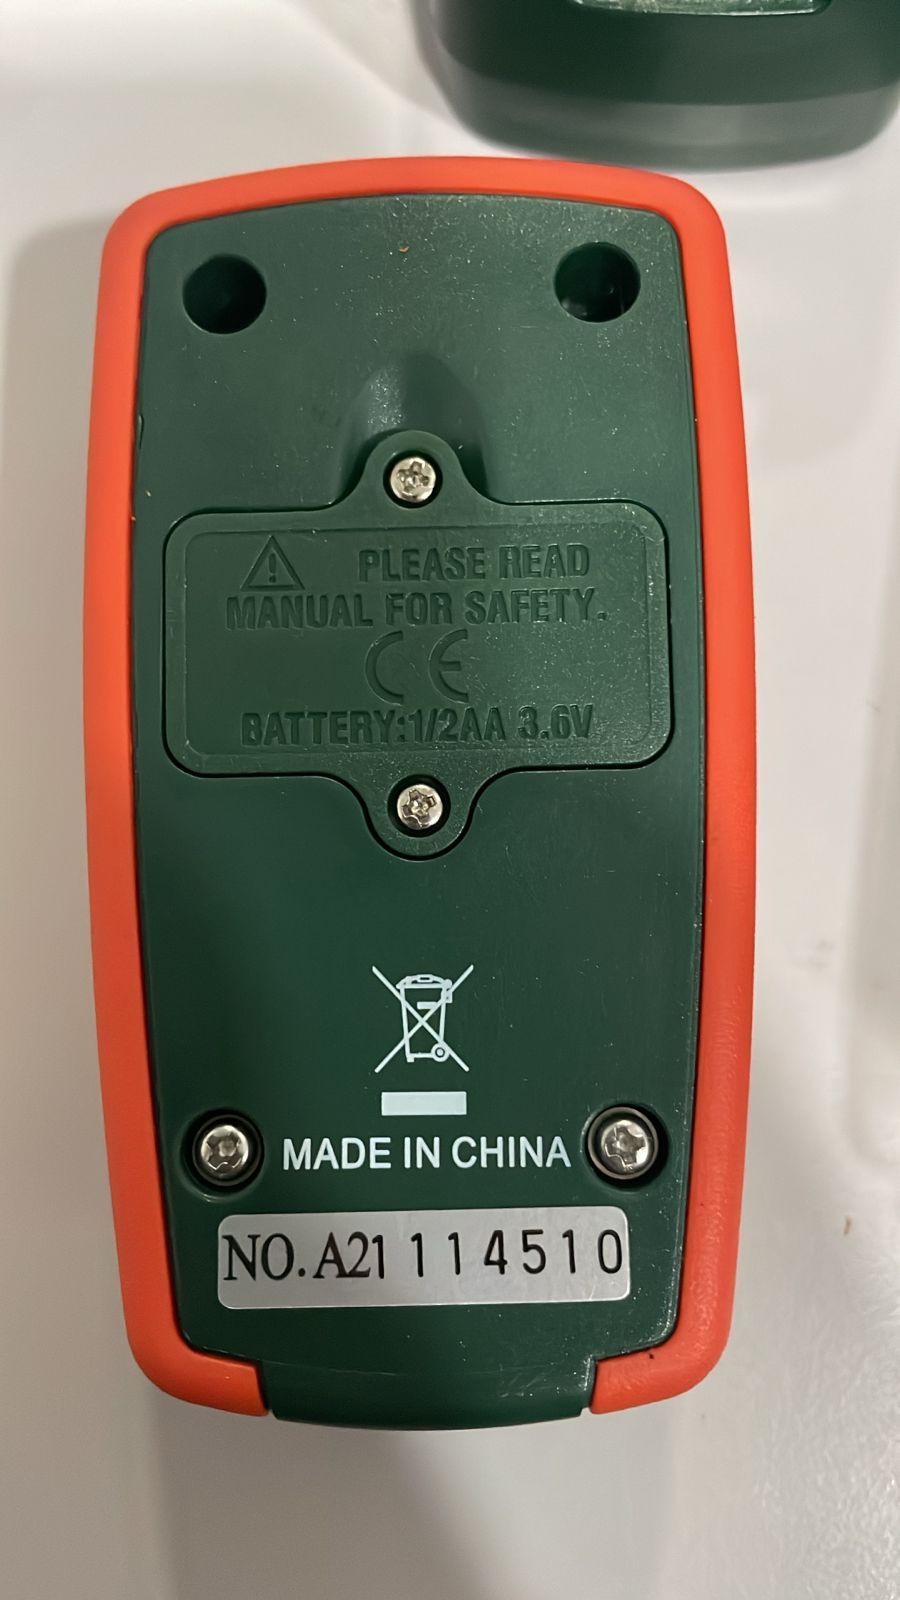 PLEASE READ
MANUAL FOR SAFETY.
CE
BATTERY:1/2AA 3.6V
MADE IN CHINA
NO.A21114510